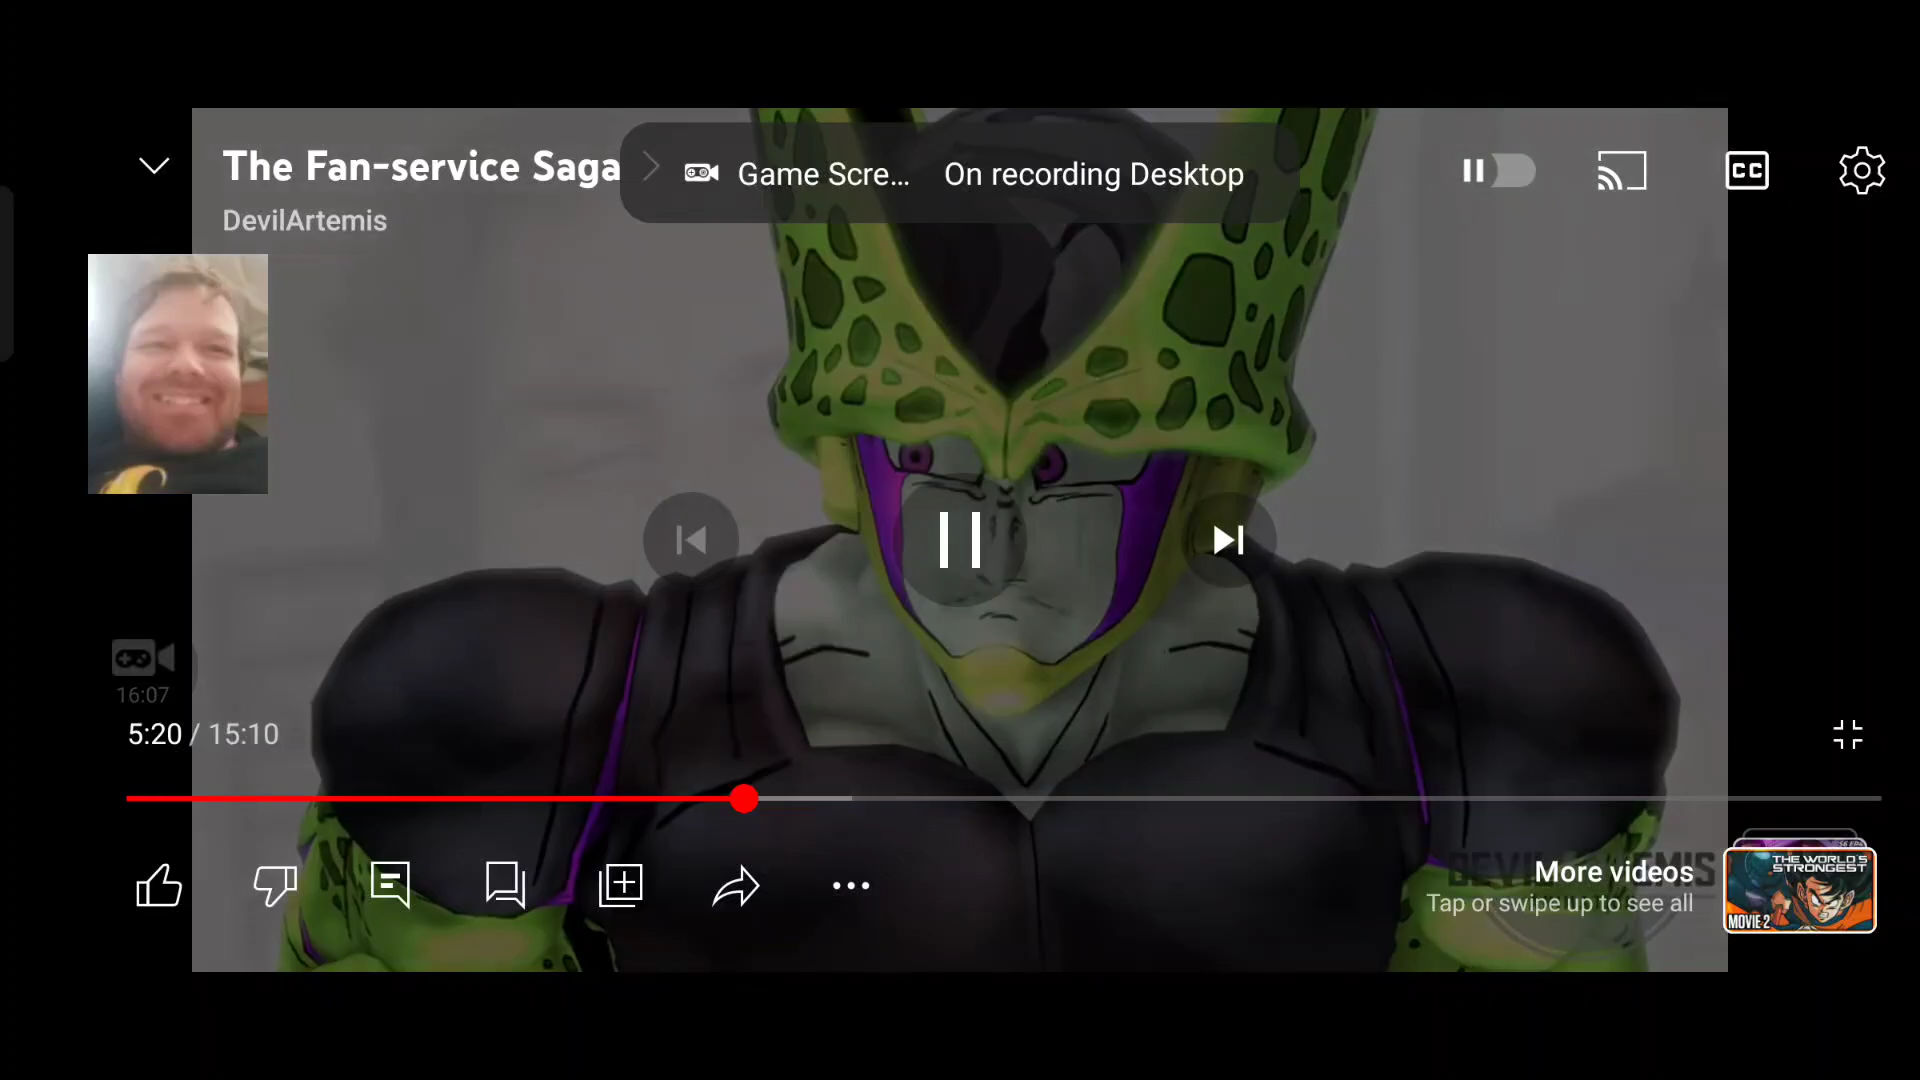 The Fan-service Saga
Game Scre... On recording Desktop
CC
DevilArtemis
16:07
5:20 / 15:10
More videos
Tap or swipe up to see all
THE WORLD'S
STRONGEST
MOVIE 2